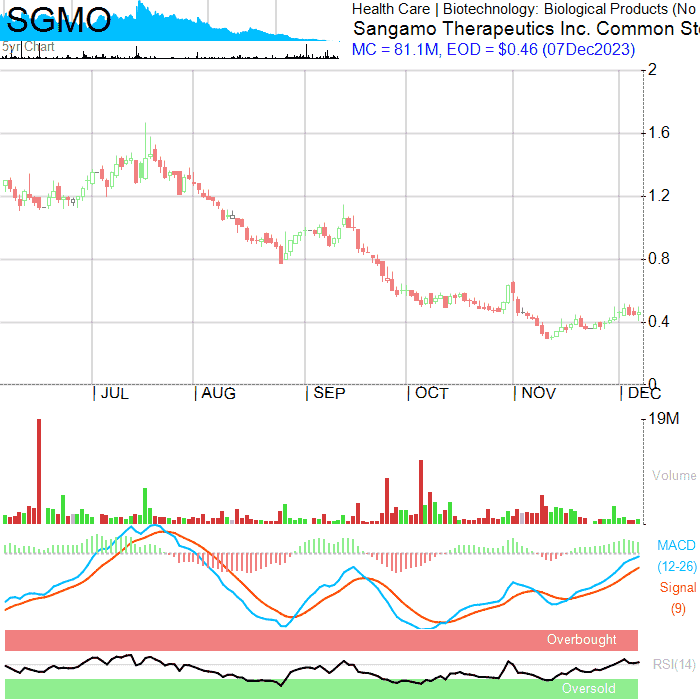 SGMO
5yr Chart
Health Care | Biotechnology: Biological Products (No
Sangamo Therapeutics Inc. Common Sto
MC = 81.1M, EOD = $0.46 (07Dec2023)
2
1.6
1.2
0.8
0.4
0
JUL AUG SEP OCT NOV DEC
19M
Volume
MACD
(12-26)
Signal
(9)
Overbought
RSI(14)
Oversold